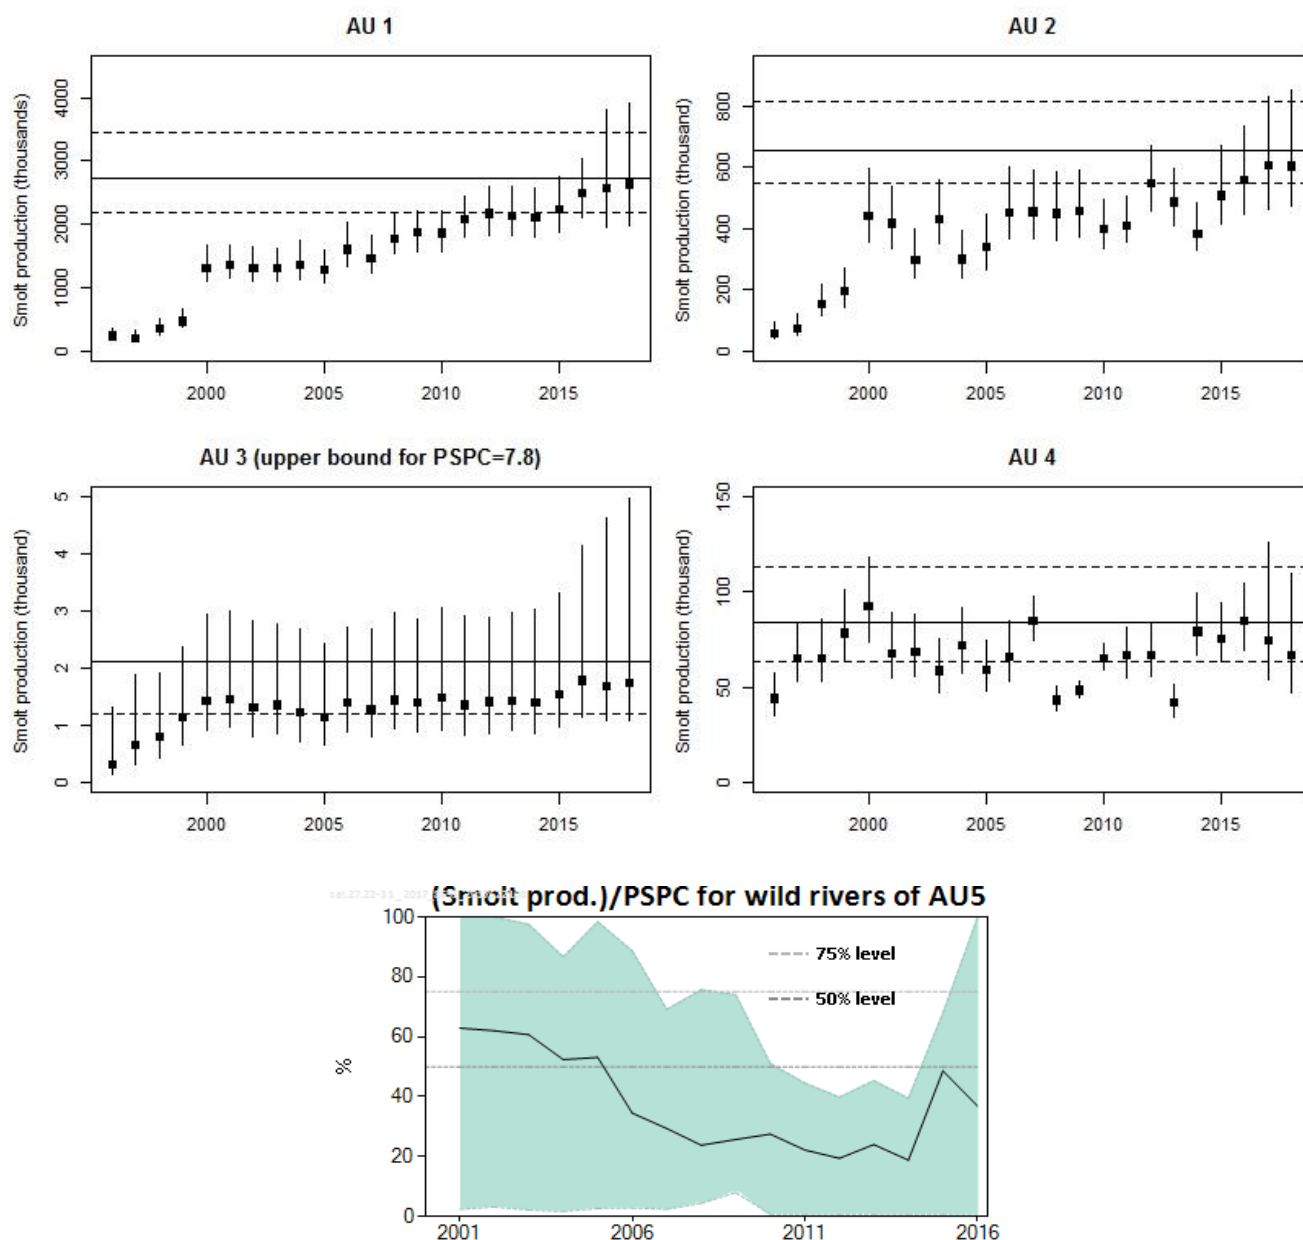 AU 1
Smolt production (thousands)
0 1000 2000 3000 4000
2000 2005 2010 2015
AU 2
Smolt production (thousand)
0 200 400 600 800
2000 2005 2010 2015
AU 3 (upper bound for PSPC=7.8)
Smolt production (thousand)
0 1 2 3 4 5
2000 2005 2010 2015
AU 4
Smolt production (thousand)
0 50 100 150
2000 2005 2010 2015
(Smolt prod.)/PSPC for wild rivers of AU5
100
80
60
40
20
0
%
75% level
50% level
2001 2006 2011 2016